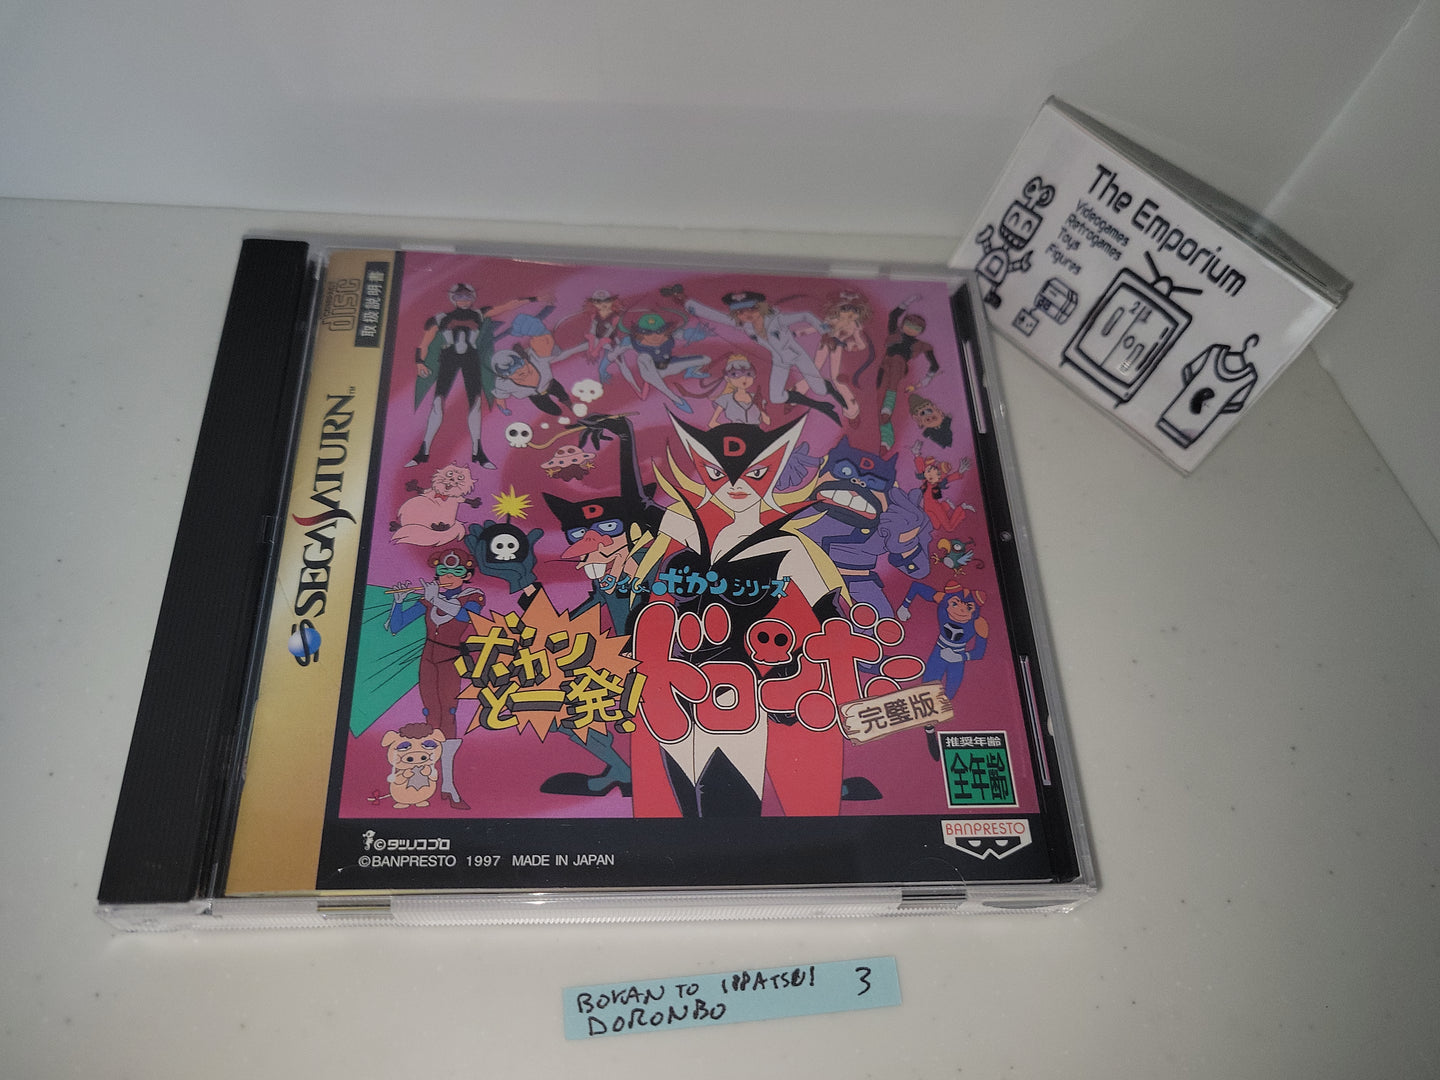 The Emporium
Videogames
Retrogames
Toys
Figures
COMPACT
disc
取扱説明書
SEGA SATURN™
D
D
D
タイムボカンシリーズ
ボカンと一発!
ドロンボー
完璧版
推奨年齢
全年齢
BANPRESTO
©タツノコプロ
©BANPRESTO 1997 MADE IN JAPAN
BOKAN TO IPPATSU! 3
DORONBO